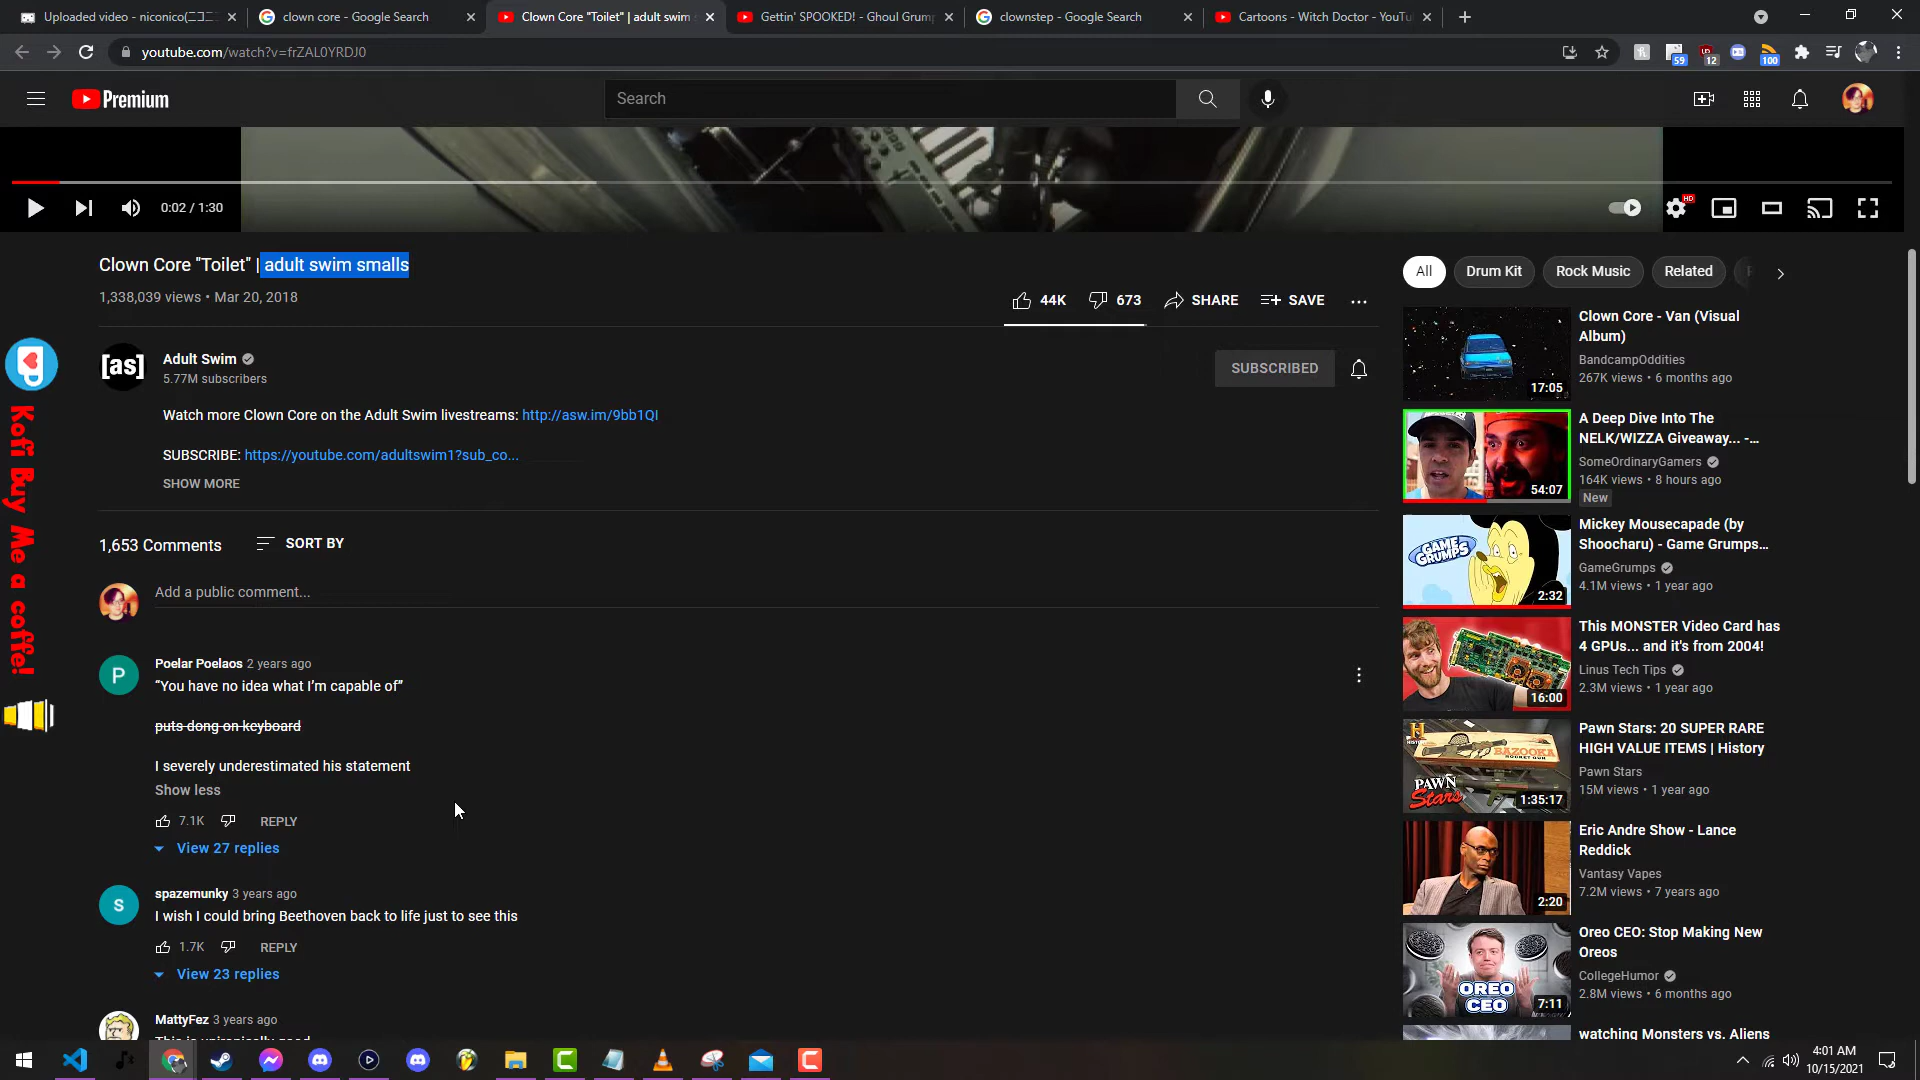 Uploaded video - niconico(ニコニコ
clown core - Google Search
Clown Core "Toilet" | adult swim s
Gettin' SPOOKED! - Ghoul Grump
clownstep - Google Search
Cartoons - Witch Doctor - YouTu
youtube.com/watch?v=frZAL0YRDJ0
59
12
100
Premium
Search
0:02 / 1:30
HD
Clown Core "Toilet" | adult swim smalls
1,338,039 views • Mar 20, 2018
44K
673
SHARE
SAVE
[as]
Adult Swim
5.77M subscribers
SUBSCRIBED
Watch more Clown Core on the Adult Swim livestreams: http://asw.im/9bb1QI
SUBSCRIBE: https://youtube.com/adultswim1?sub_co...
SHOW MORE
Kofi Buy Me a coffe!
1,653 Comments
SORT BY
Add a public comment...
P
Poelar Poelaos 2 years ago
“You have no idea what I’m capable of”
puts dong on keyboard
I severely underestimated his statement
Show less
7.1K
REPLY
View 27 replies
S
spazemunky 3 years ago
I wish I could bring Beethoven back to life just to see this
1.7K
REPLY
View 23 replies
MattyFez 3 years ago
All
Drum Kit
Rock Music
Related
Clown Core - Van (Visual
Album)
BandcampOddities
267K views • 6 months ago
17:05
A Deep Dive Into The
NELK/WIZZA Giveaway... -...
SomeOrdinaryGamers
164K views • 8 hours ago
New
54:07
Mickey Mousecapade (by
Shoocharu) - Game Grumps...
GameGrumps
4.1M views • 1 year ago
GAME
GRUMPS
2:32
This MONSTER Video Card has
4 GPUs... and it's from 2004!
Linus Tech Tips
2.3M views • 1 year ago
16:00
Pawn Stars: 20 SUPER RARE
HIGH VALUE ITEMS | History
Pawn Stars
15M views • 1 year ago
H
BAZOOKA
PAWN
Stars
1:35:17
Eric Andre Show - Lance
Reddick
Vantasy Vapes
7.2M views • 7 years ago
2:20
Oreo CEO: Stop Making New
Oreos
CollegeHumor
2.8M views • 6 months ago
OREO
CEO
7:11
watching Monsters vs. Aliens
4:01 AM
10/15/2021